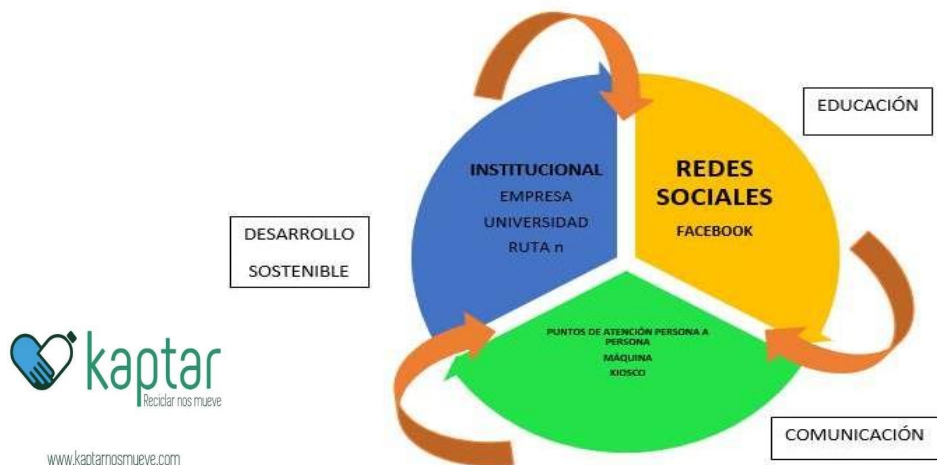 EDUCACIÓN
INSTITUCIONAL
EMPRESA
UNIVERSIDAD
RUTA n
REDES
SOCIALES
FACEBOOK
DESARROLLO
SOSTENIBLE
PUNTOS DE ATENCIÓN PERSONA A
PERSONA
MÁQUINA
KIOSCO
kaptar
Reciclar nos mueve
COMUNICACIÓN
www.kaptarnosmueve.com